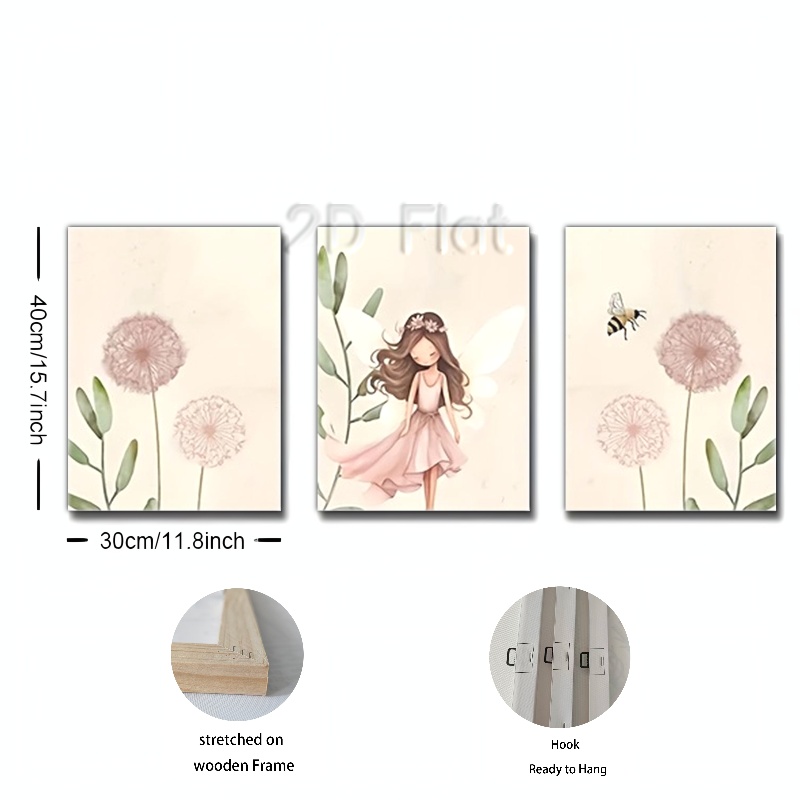 2D Flat
40cm/15.7inch
30cm/11.8inch
stretched on
wooden Frame
Hook
Ready to Hang